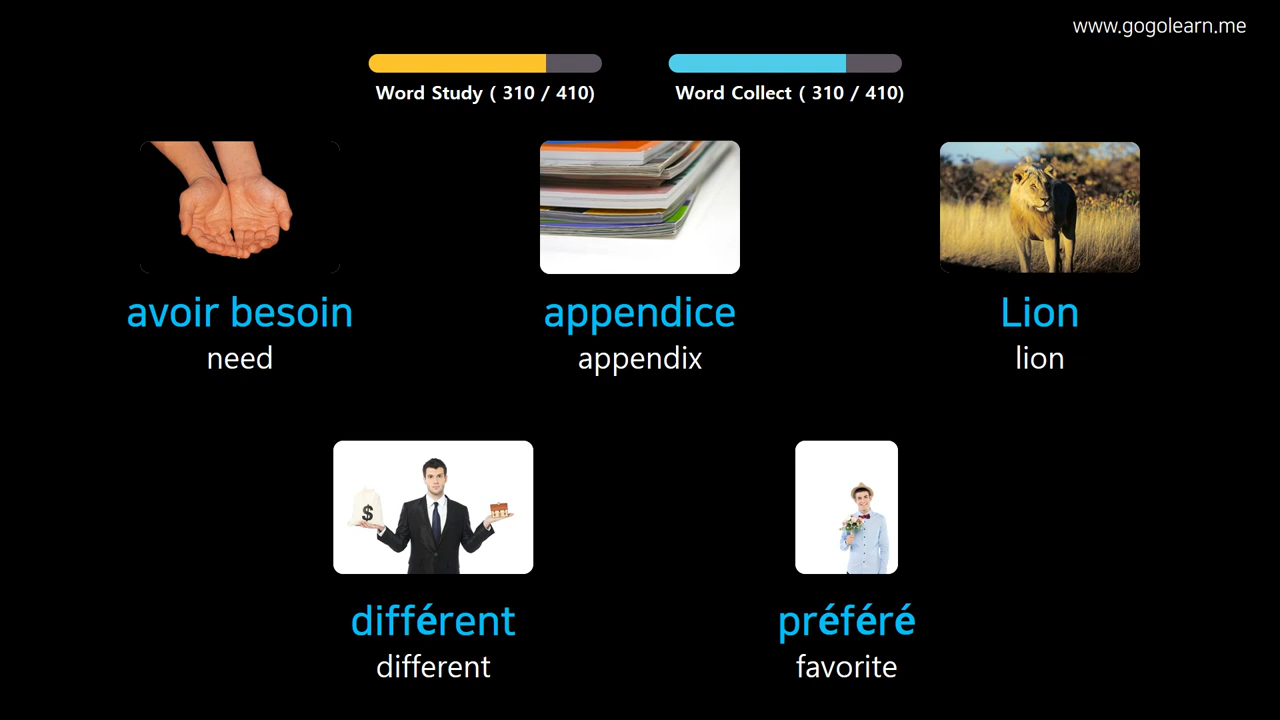 www.gogolearn.me
Word Study ( 310 / 410)
Word Collect ( 310 / 410)
avoir besoin
need
appendice
appendix
Lion
lion
$
différent
different
préféré
favorite